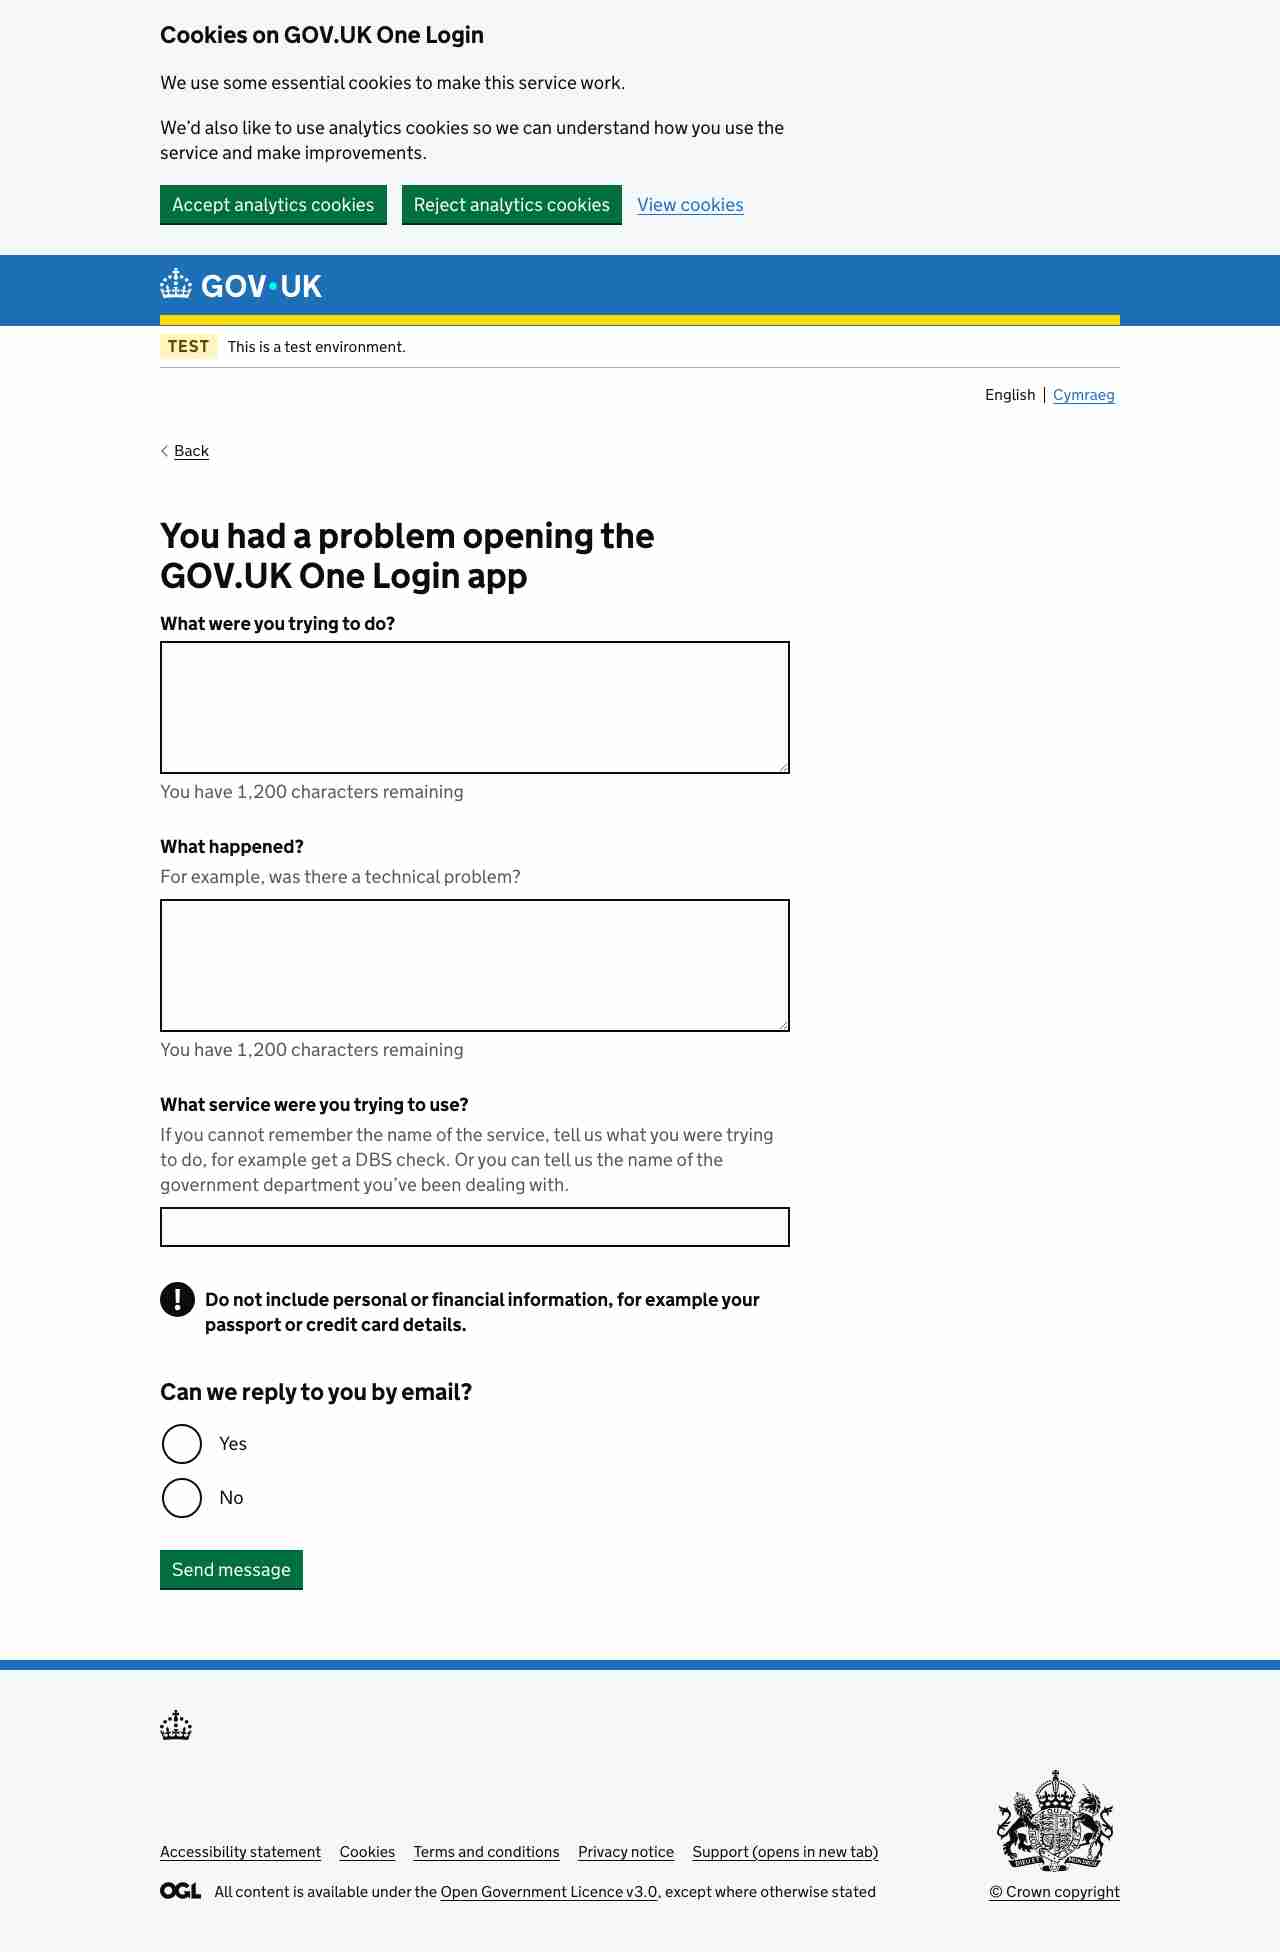 Cookies on GOV.UK One Login
We use some essential cookies to make this service work.
We’d also like to use analytics cookies so we can understand how you use the
service and make improvements.
Accept analytics cookies Reject analytics cookies View cookies
GOV·UK
TEST This is a test environment.
English Cymraeg
Back
You had a problem opening the
GOV.UK One Login app
What were you trying to do?
You have 1,200 characters remaining
What happened?
For example, was there a technical problem?
You have 1,200 characters remaining
What service were you trying to use?
If you cannot remember the name of the service, tell us what you were trying
to do, for example get a DBS check. Or you can tell us the name of the
government department you’ve been dealing with.
Do not include personal or financial information, for example your
passport or credit card details.
Can we reply to you by email?
Yes
No
Send message
Accessibility statement Cookies Terms and conditions Privacy notice Support (opens in new tab)
OGL All content is available under the Open Government Licence v3.0, except where otherwise stated
© Crown copyright